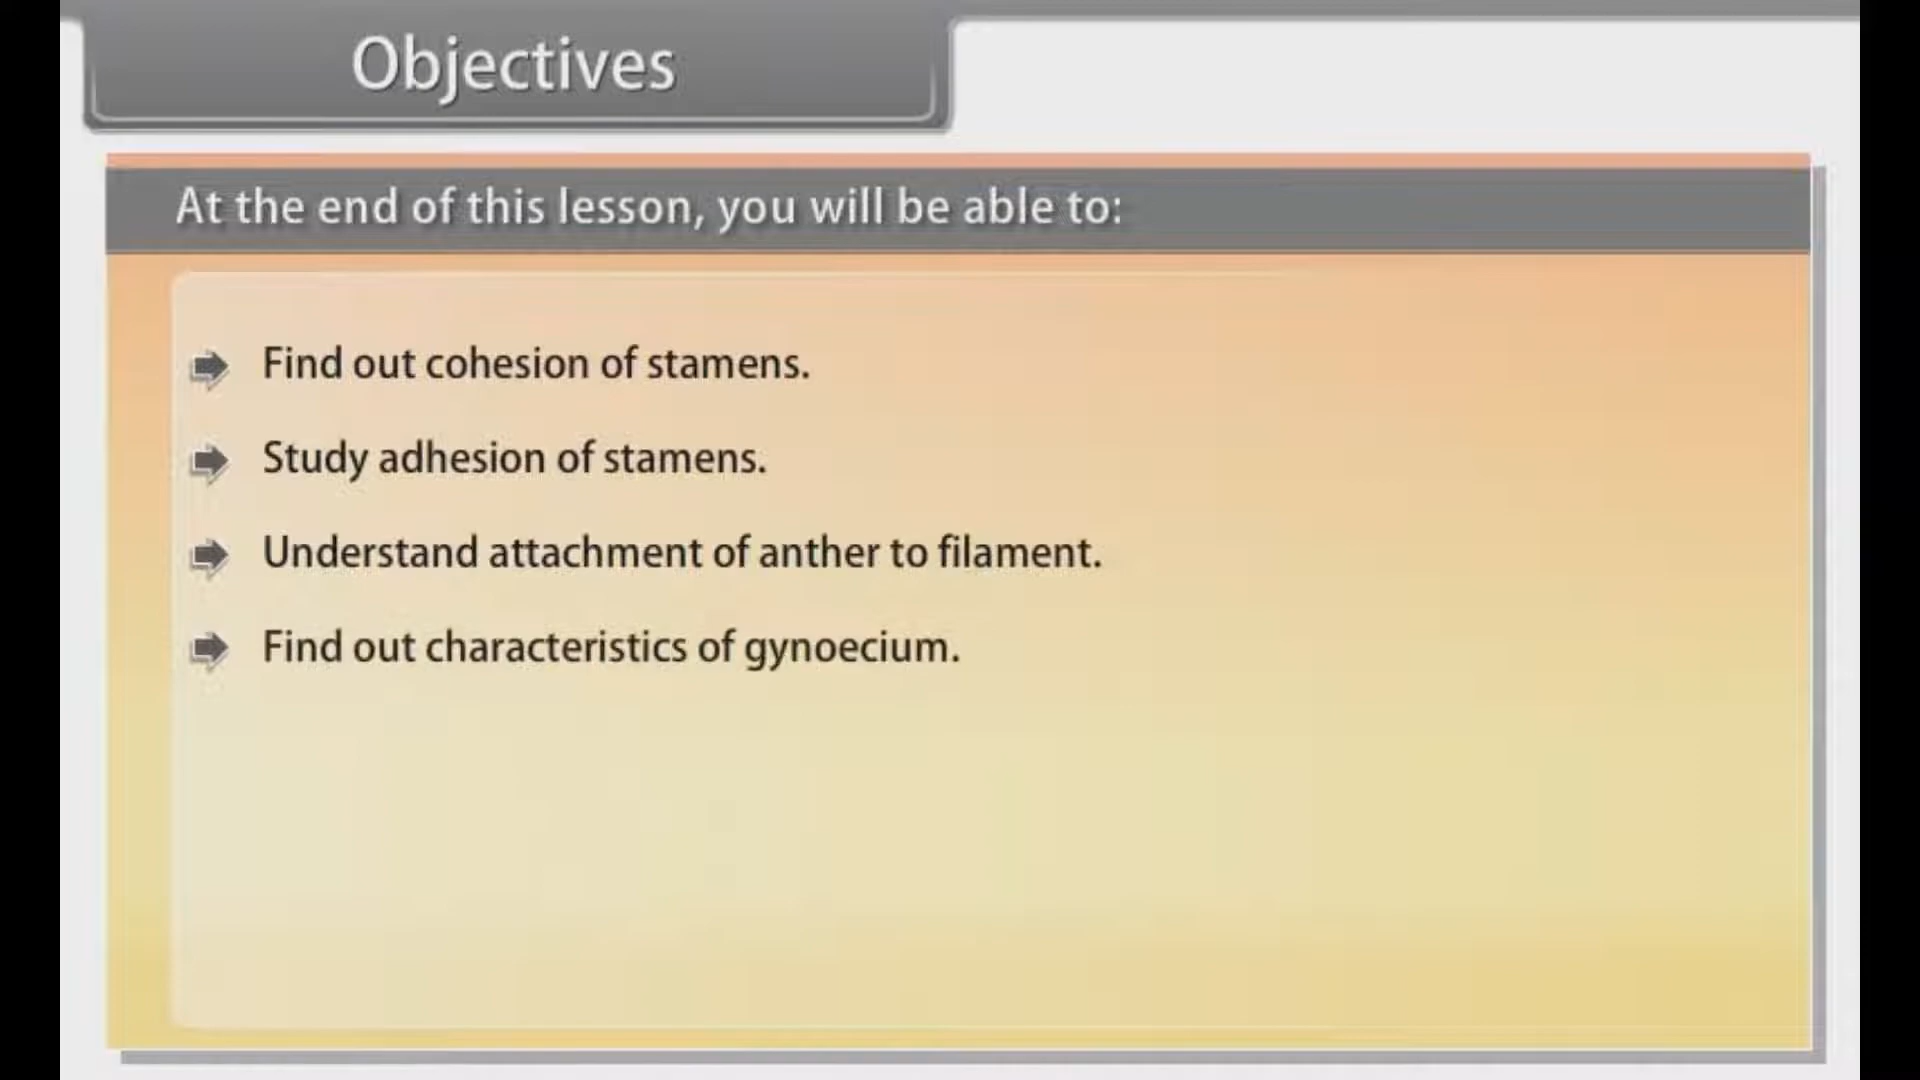 Objectives
At the end of this lesson, you will be able to:
Find out cohesion of stamens.
Study adhesion of stamens.
Understand attachment of anther to filament.
Find out characteristics of gynoecium.